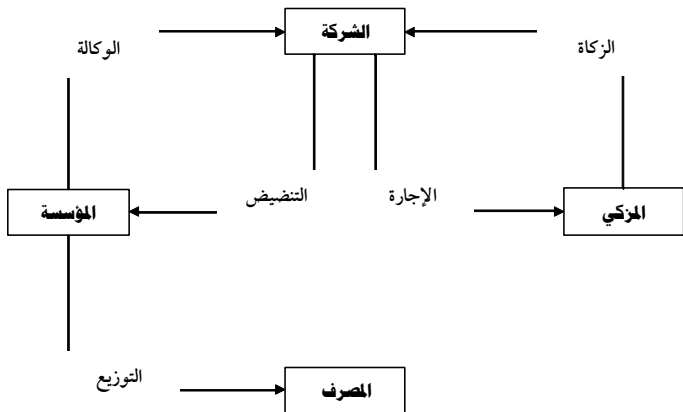 الشركة
الزكاة
الوكالة
المزكي
الإجارة
التنضيض
المؤسسة
المصرف
التوزيع